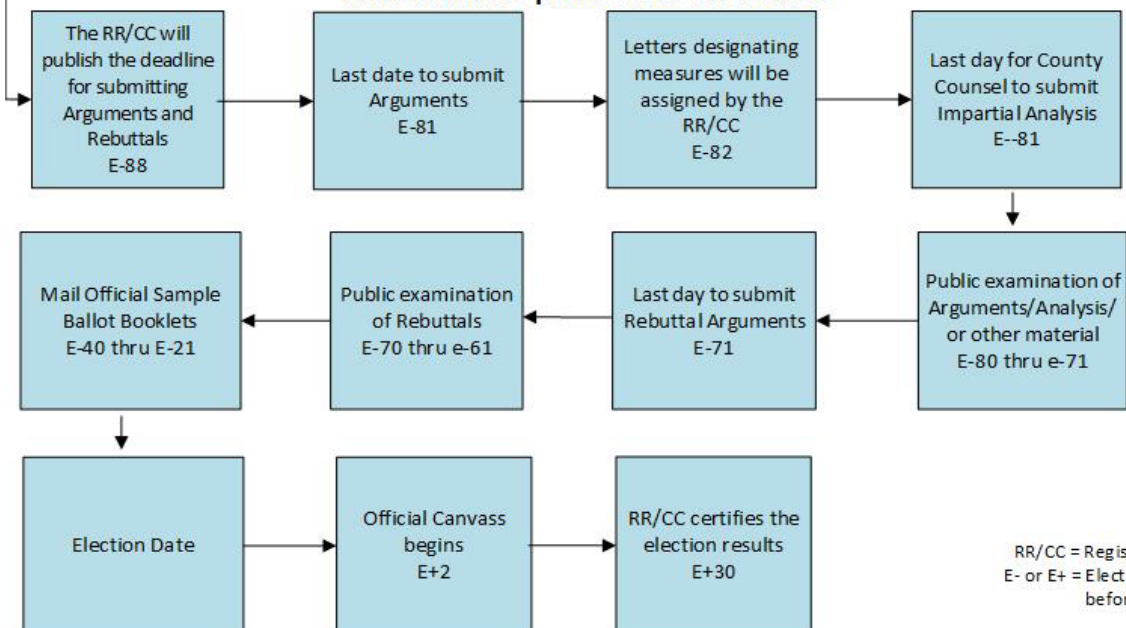 The RR/CC will
publish the deadline
for submitting
Arguments and
Rebuttals
E-88
Last date to submit
Arguments
E-81
Letters designating
measures will be
assigned by the
RR/CC
E-82
Last day for County
Counsel to submit
Impartial Analysis
E--81
Public examination of
Arguments/Analysis/
or other material
E-80 thru e-71
Last day to submit
Rebuttal Arguments
E-71
Public examination
of Rebuttals
E-70 thru e-61
Mail Official Sample
Ballot Booklets
E-40 thru E-21
Election Date
Official Canvass
begins
E+2
RR/CC certifies the
election results
E+30
RR/CC = Regis
E- or E+ = Elect
befor